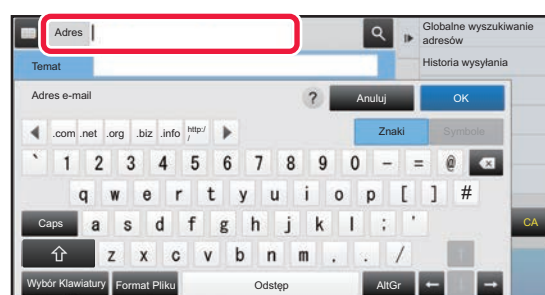 Adres
Globalne wyszukiwanie
adresów
Temat
Historia wysyłania
Adres e-mail
?
Anuluj
OK
.com .net .org .biz .info http:/
/
Znaki
Symbole
` 1 2 3 4 5 6 7 8 9 0 - = @
q w e r t y u i o p [ ] #
Caps a s d f g h j k l ; '
CA
z x c v b n m . . /
Wybór Klawiatury
Format Pliku
Odstęp
AltGr